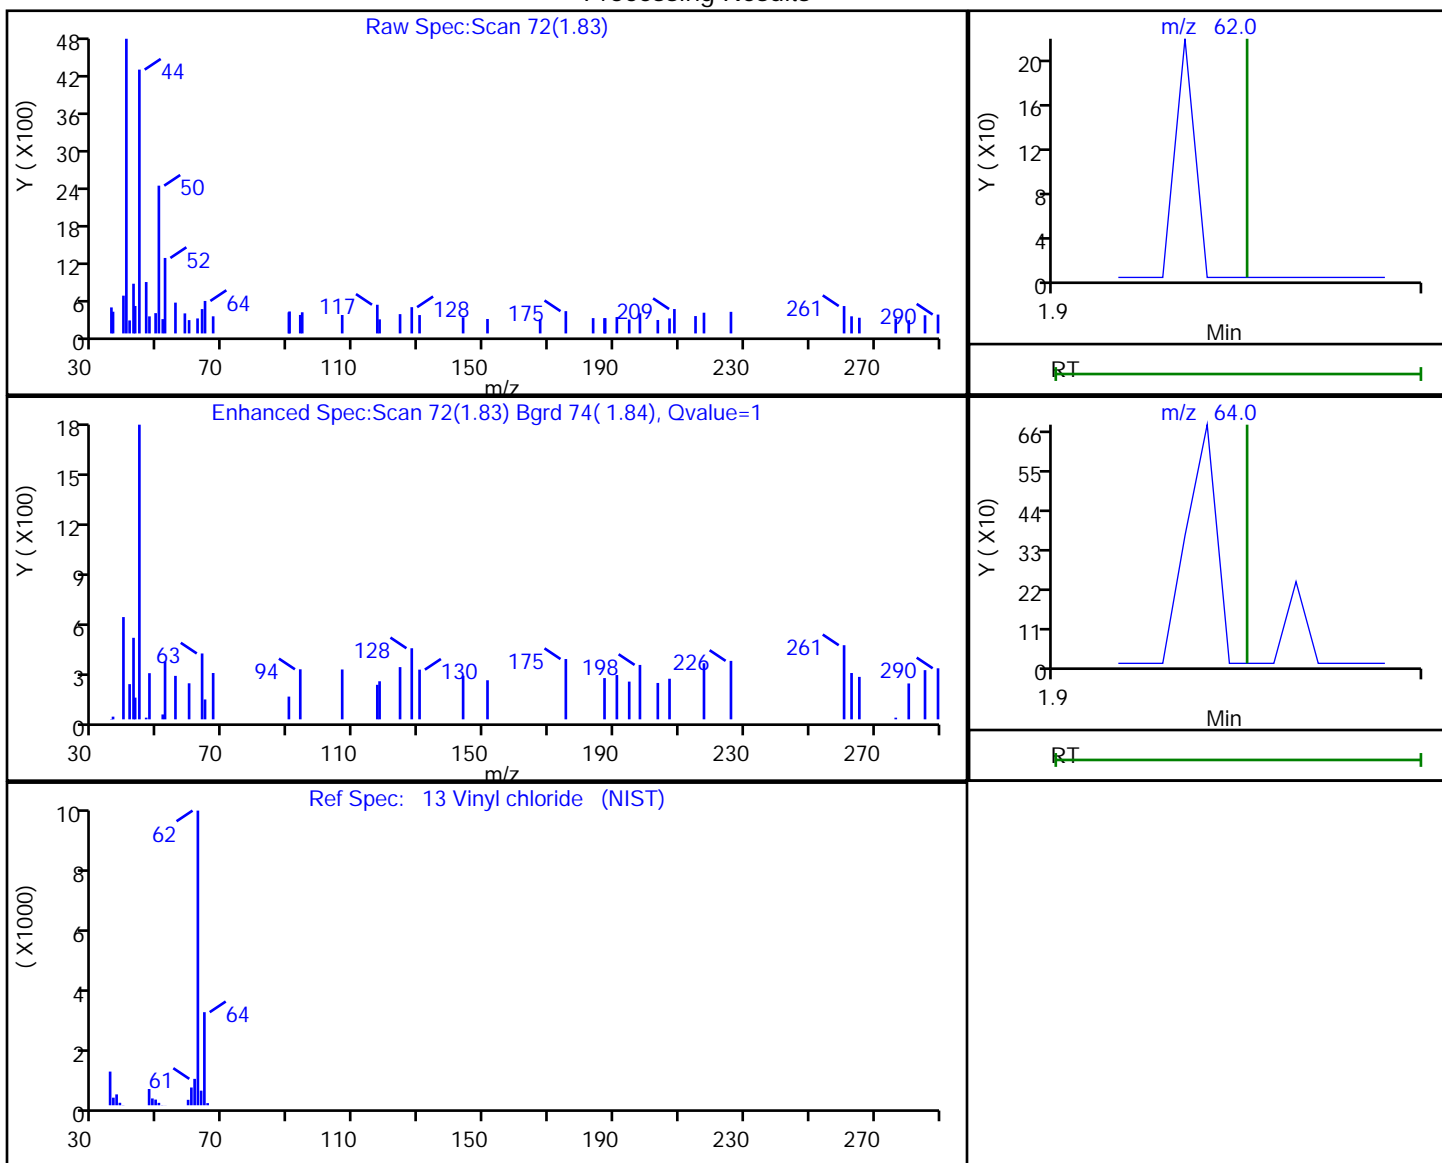 Processing Results
Raw Spec:Scan 72(1.83)
Y ( X100)
48
42
36
30
24
18
12
6
0
44
50
52
64
117
128
175
209
261
290
30 70 110 150 190 230 270
m/z
m/z 62.0
Y ( X10)
20
16
12
8
4
0
1.9
Min
RT
Enhanced Spec:Scan 72(1.83) Bgrd 74( 1.84), Qvalue=1
Y ( X100)
18
15
12
9
6
3
0
63
94
128
130
175
198
226
261
290
30 70 110 150 190 230 270
m/z
m/z 64.0
Y ( X10)
66
55
44
33
22
11
0
1.9
Min
RT
Ref Spec: 13 Vinyl chloride (NIST)
( X1000)
10
8
6
4
2
0
62
64
61
30 70 110 150 190 230 270